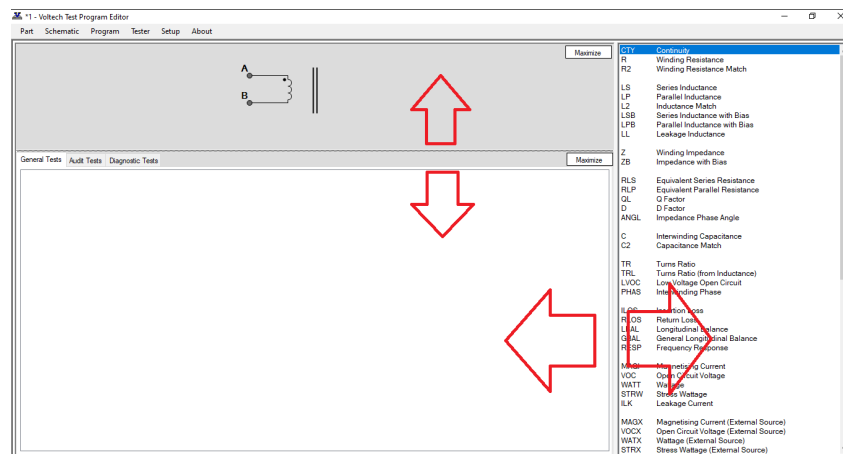 *1 - Voltech Test Program Editor
Part Schematic Program Tester Setup About
Maximize
A
B
General Tests Audit Tests Diagnostic Tests
Maximize
CTY Continuity
R Winding Resistance
R2 Winding Resistance Match
LS Series Inductance
LP Parallel Inductance
L2 Inductance Match
LSB Series Inductance with Bias
LPB Parallel Inductance with Bias
LL Leakage Inductance
Z Winding Impedance
ZB Impedance with Bias
RLS Equivalent Series Resistance
RLP Equivalent Parallel Resistance
QL Q Factor
D D Factor
ANGL Impedance Phase Angle
C Interwinding Capacitance
C2 Capacitance Match
TR Turns Ratio
TRL Turns Ratio (from Inductance)
LVOC Low Voltage Open Circuit
PHAS Interwinding Phase
ILOS Insertion Loss
RLOS Return Loss
LBAL Longitudinal Balance
GBAL General Longitudinal Balance
RESP Frequency Response
MAGI Magnetising Current
VOC Open Circuit Voltage
WATT Wattage
STRW Stress Wattage
ILK Leakage Current
MAGX Magnetising Current (External Source)
VOCX Open Circuit Voltage (External Source)
WATX Wattage (External Source)
STRX Stress Wattage (External Source)